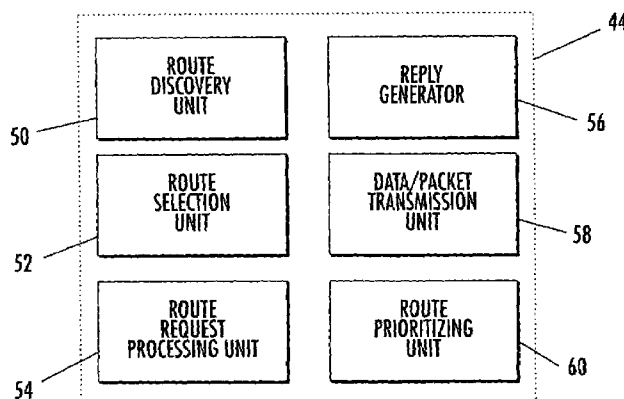 44
ROUTE
DISCOVERY
UNIT
50
REPLY
GENERATOR
56
ROUTE
SELECTION
UNIT
52
DATA/PACKET
TRANSMISSION
UNIT
58
ROUTE
REQUEST
PROCESSING UNIT
54
ROUTE
PRIORITIZING
UNIT
60